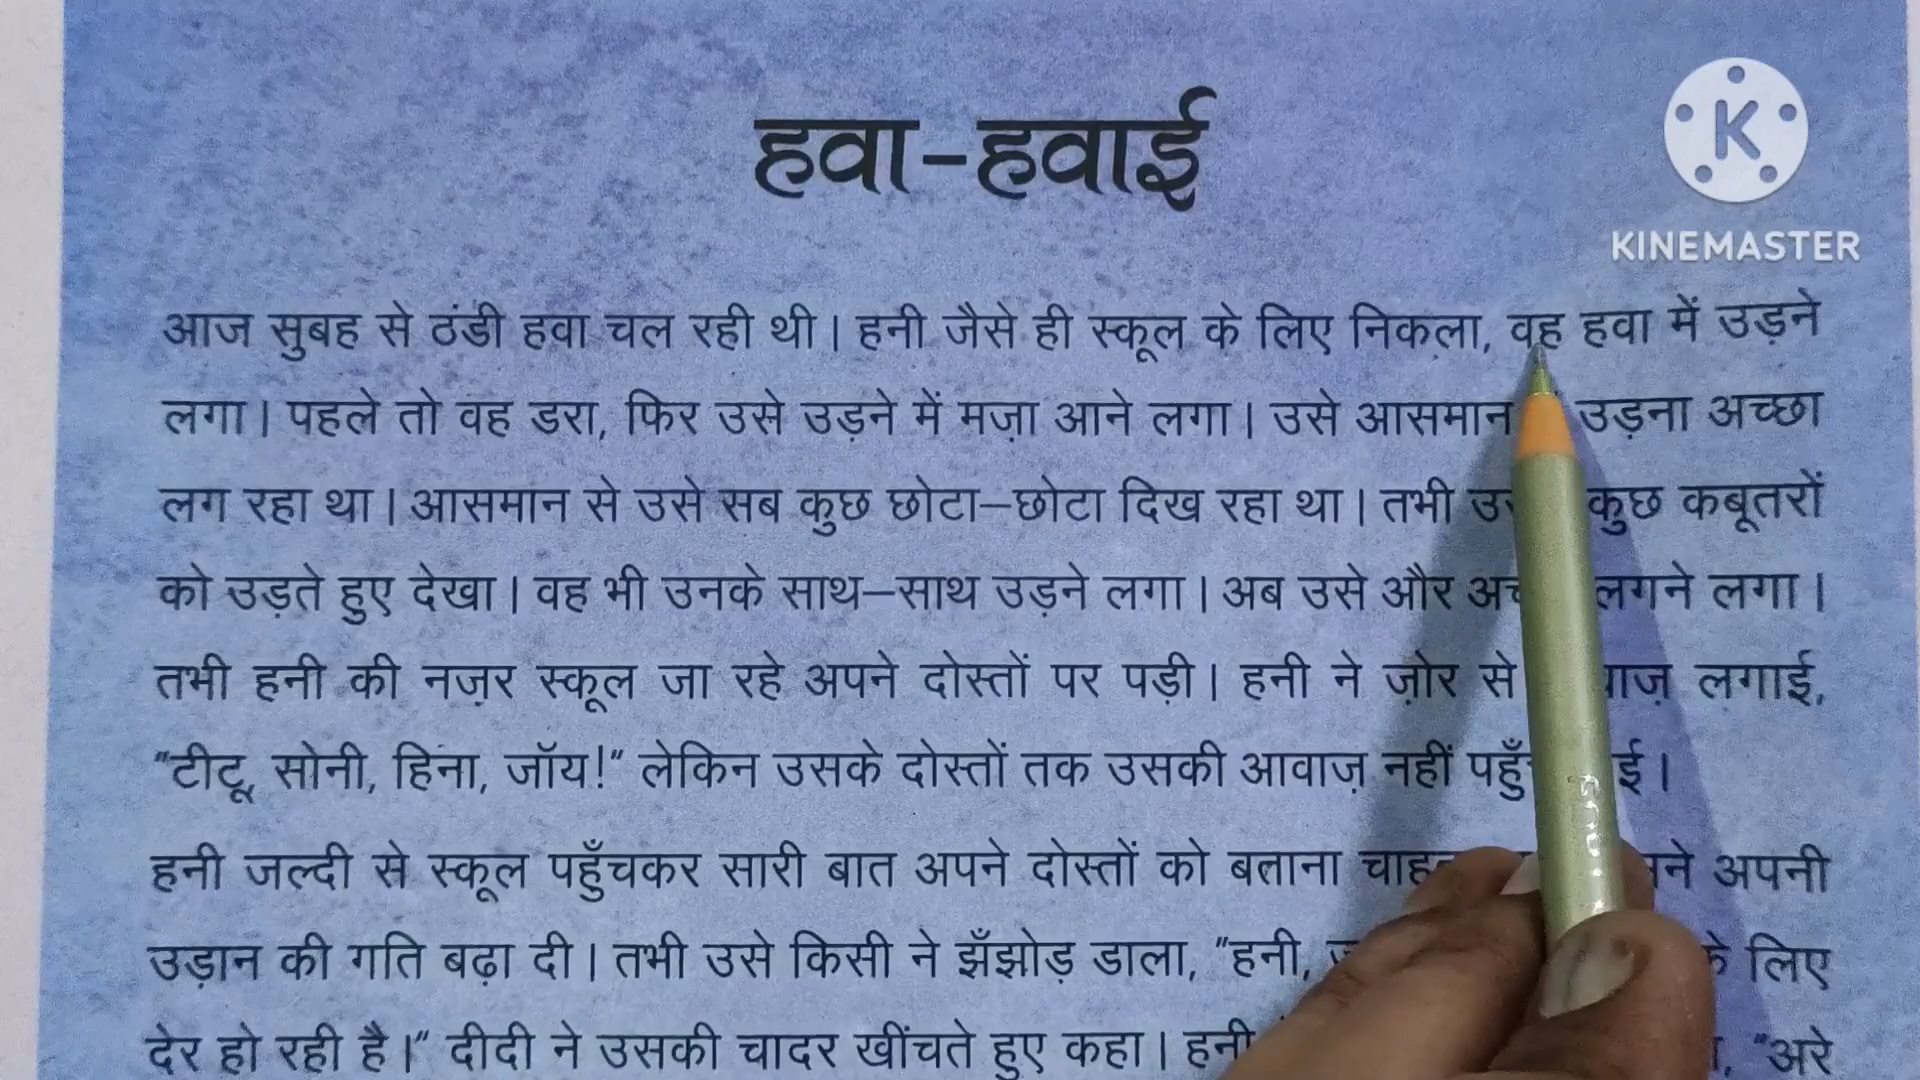 हवा–हवाई
KINEMASTER
आज सुबह से ठंडी हवा चल रही थी। हनी जैसे ही स्कूल के लिए निकला, वह हवा में उड़ने
लगा। पहले तो वह डरा, फिर उसे उड़ने में मज़ा आने लगा। उसे आसमान उड़ना अच्छा
लग रहा था। आसमान से उसे सब कुछ छोटा–छोटा दिख रहा था। तभी कुछ कबूतरों
को उड़ते हुए देखा। वह भी उनके साथ–साथ उड़ने लगा। अब उसे और लगने लगा।
तभी हनी की नज़र स्कूल जा रहे अपने दोस्तों पर पड़ी। हनी ने ज़ोर से लगाई,
"टीटू, सोनी, हिना, जॉय!" लेकिन उसके दोस्तों तक उसकी आवाज़ नहीं
हनी जल्दी से स्कूल पहुँचकर सारी बात अपने दोस्तों को बताना अपनी
उड़ान की गति बढ़ा दी। तभी उसे किसी ने झँझोड़ डाला, "हनी, के लिए
देर हो रही है।" दीदी ने उसकी चादर खींचते हुए कहा। हनी "अरे